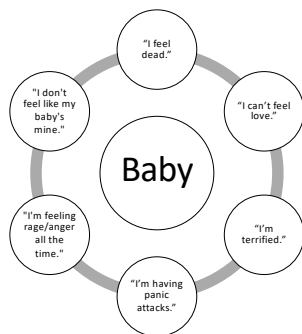 “I feel
dead.”
“I can’t feel
love.”
“I’m
terrified.”
“I’m having
panic
attacks.”
"I'm feeling
rage/anger
all the
time."
"I don't
feel like my
baby's
mine."
Baby